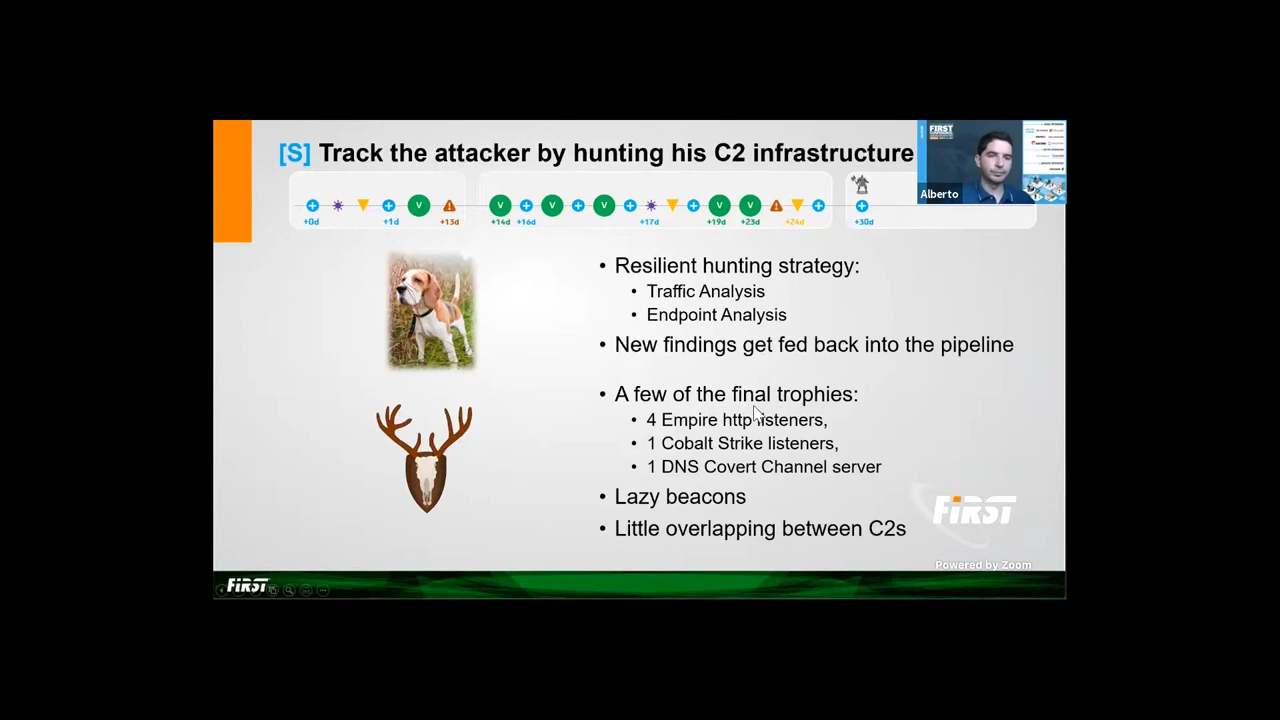 [S] Track the attacker by hunting his C2 infrastructure
FIRST
Alberto
V
V
V
V
V
V
+0d
+1d
+13d
+14d
+16d
+17d
+19d
+23d
+24d
+30d
• Resilient hunting strategy:
• Traffic Analysis
• Endpoint Analysis
• New findings get fed back into the pipeline
• A few of the final trophies:
• 4 Empire http listeners,
• 1 Cobalt Strike listeners,
• 1 DNS Covert Channel server
• Lazy beacons
• Little overlapping between C2s
FiRST
Powered by Zoom
FiRST